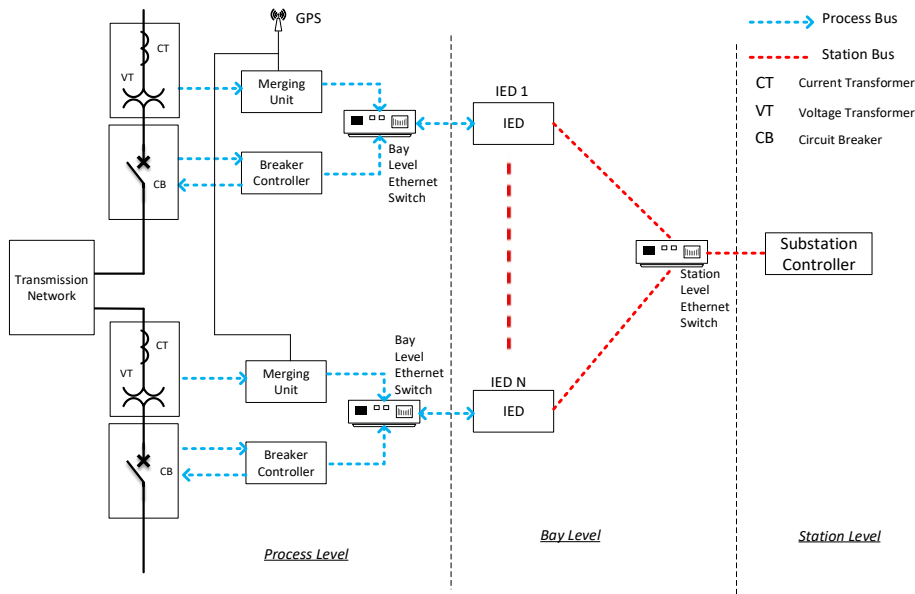 GPS
CT
VT
Merging
Unit
CB
Breaker
Controller
Bay
Level
Ethernet
Switch
IED 1
IED
Process Bus
Station Bus
CT Current Transformer
VT Voltage Transformer
CB Circuit Breaker
Transmission
Network
Substation
Controller
Station
Level
Ethernet
Switch
CT
VT
Merging
Unit
Bay
Level
Ethernet
Switch
IED N
IED
CB
Breaker
Controller
Process Level
Bay Level
Station Level